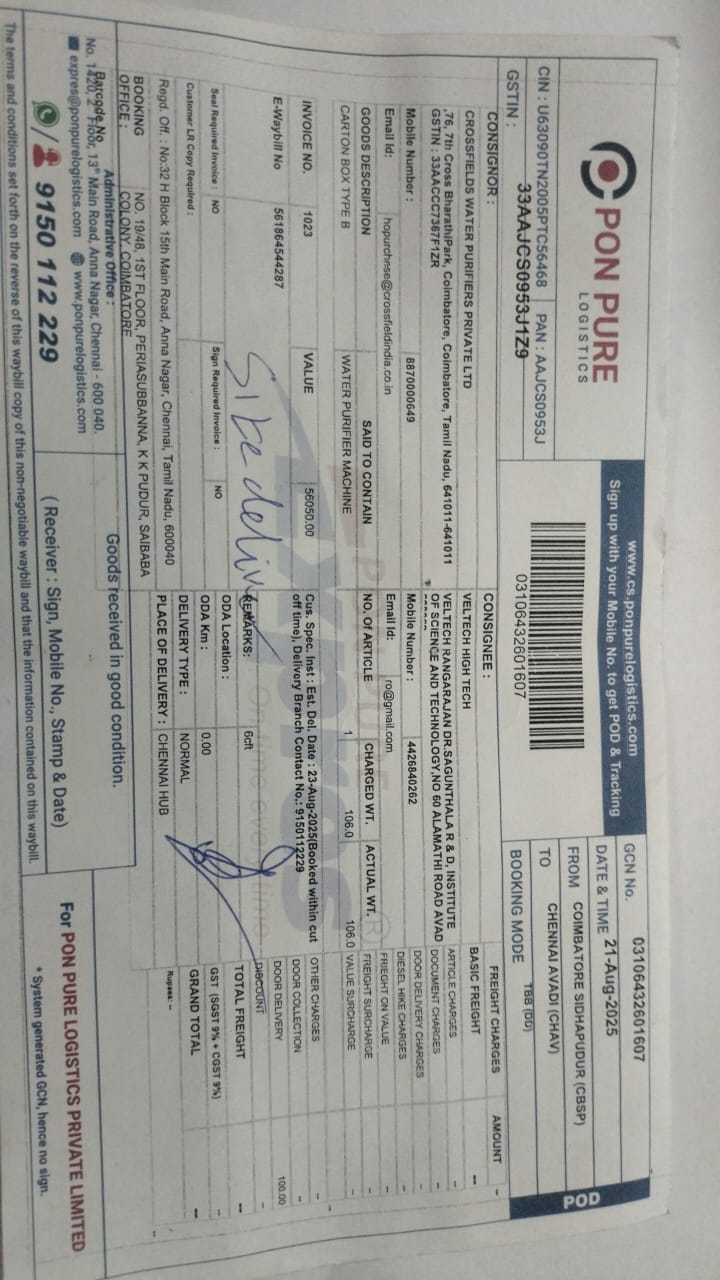 PON PURE
LOGISTICS
www.cs.ponpurelogistics.com
Sign up with your Mobile No. to get POD & Tracking
GCN No. 03106432601607
DATE & TIME 21-Aug-2025
CIN : U63090TN2005PTC56468 PAN : AAJCS0953J
GSTIN : 33AAJCS0953J1Z9
03106432601607
FROM COIMBATORE SIDHAPUDUR (CBSP)
TO CHENNAI AVADI (CHAV)
BOOKING MODE TBB (DD)
POD
CONSIGNOR :
CROSSFIELDS WATER PURIFIERS PRIVATE LTD
,76, 7th Cross BharathiPark, Coimbatore, Coimbatore, Tamil Nadu, 641011-641011
GSTIN : 33AACCC7367F1ZR
Mobile Number : 8870000649
Email Id: hopurchese@crossfieldindia.co.in
CONSIGNEE :
VELTECH HIGH TECH
VELTECH RANGARAJAN DR.SAGUNTHALA R & D, INSTITUTE
OF SCIENCE AND TECHNOLOGY,NO 60 ALAMATHI ROAD AVAD
Mobile Number : 4426840262
Email Id: ro@gmail.com
GOODS DESCRIPTION SAID TO CONTAIN NO. OF ARTICLE CHARGED WT. ACTUAL WT.
CARTON BOX TYPE B WATER PURIFIER MACHINE 1 106.0 106.0
INVOICE NO. 1023 VALUE 56050.00
E-Waybill No 561864544287
Cus. Spec. Inst : Est. Del. Date : 23-Aug-2025(Booked within cut
off time), Delivery Branch Contact No.: 9150112229
Site delivery
REMARKS: 6cft
ODA Location :
ODA Km : 0.00
DELIVERY TYPE : NORMAL
PLACE OF DELIVERY : CHENNAI HUB
Seal Required Invoice : NO Sign Required Invoice : NO
Customer LR Copy Required :
Regd. Off. : No:32 H Block 15th Main Road, Anna Nagar, Chennai, Tamil Nadu, 600040
BOOKING OFFICE : NO. 19/48, 1ST FLOOR, PERIASUBBANNA, K K PUDUR, SAIBABA
COLONY, COIMBATORE
FREIGHT CHARGES AMOUNT
BASIC FREIGHT --
ARTICLE CHARGES --
DOCUMENT CHARGES --
DOOR DELIVERY CHARGES
DIESEL HIKE CHARGES --
FRIEGHT ON VALUE --
FREIGHT SURCHARGE --
VALUE SURCHARGE --
OTHER CHARGES --
DOOR COLLECTION --
DOOR DELIVERY 100.00
DISCOUNT --
TOTAL FREIGHT --
GST (SGST 9% + CGST 9%) --
GRAND TOTAL --
Rupees: --
Barcode No
Administrative Office :
No. 1420, 2nd Floor, 13th Main Road, Anna Nagar, Chennai - 600 040.
expres@ponpurelogistics.com www.ponpurelogistics.com
/ 9150 112 229
Goods received in good condition.
( Receiver : Sign, Mobile No., Stamp & Date)
For PON PURE LOGISTICS PRIVATE LIMITED
* System generated GCN, hence no sign.
The terms and conditions set forth on the reverse of this waybill copy of this non-negotiable waybill and that the information contained on this waybill.